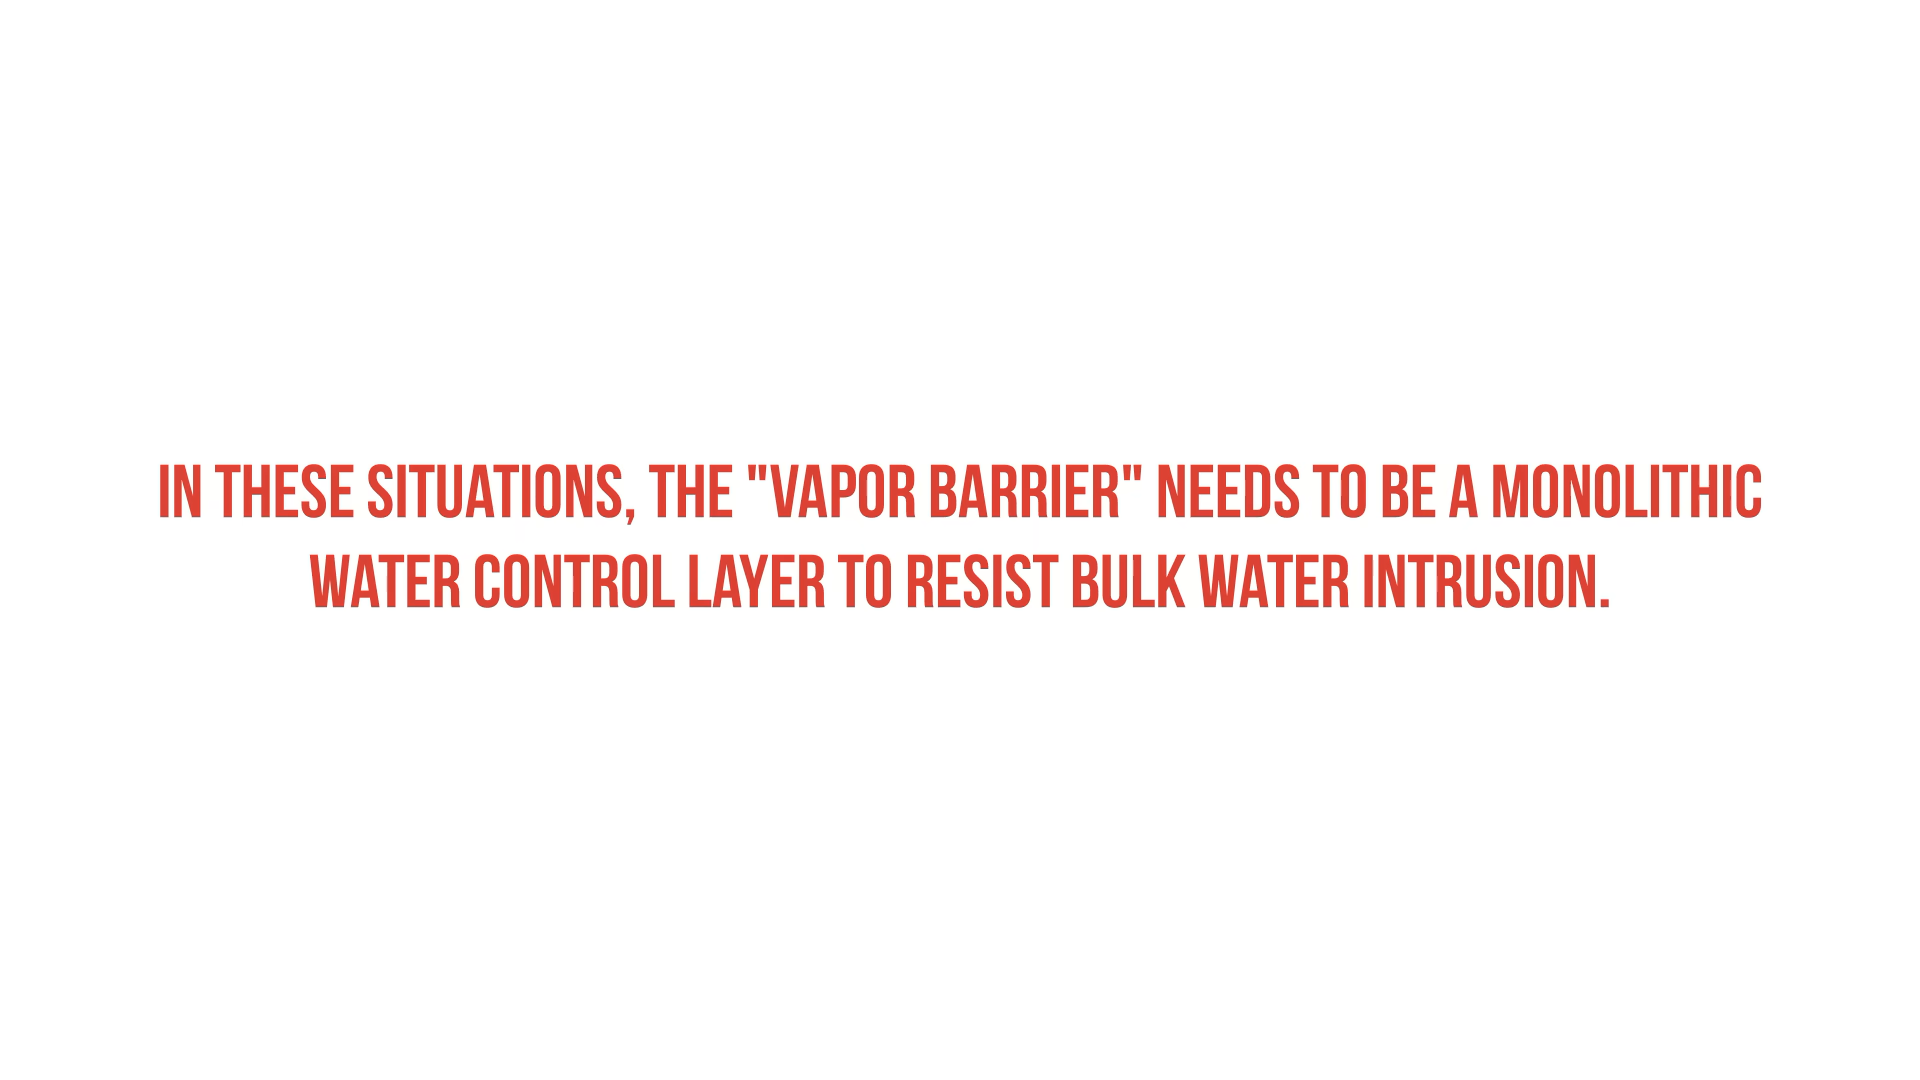 IN THESE SITUATIONS, THE "VAPOR BARRIER" NEEDS TO BE A MONOLITHIC
WATER CONTROL LAYER TO RESIST BULK WATER INTRUSION.